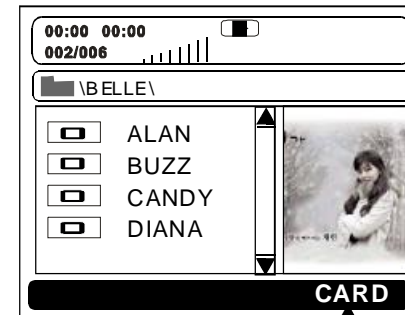 00:00 00:00
002/006
\BELLE\
ALAN
BUZZ
CANDY
DIANA
CARD